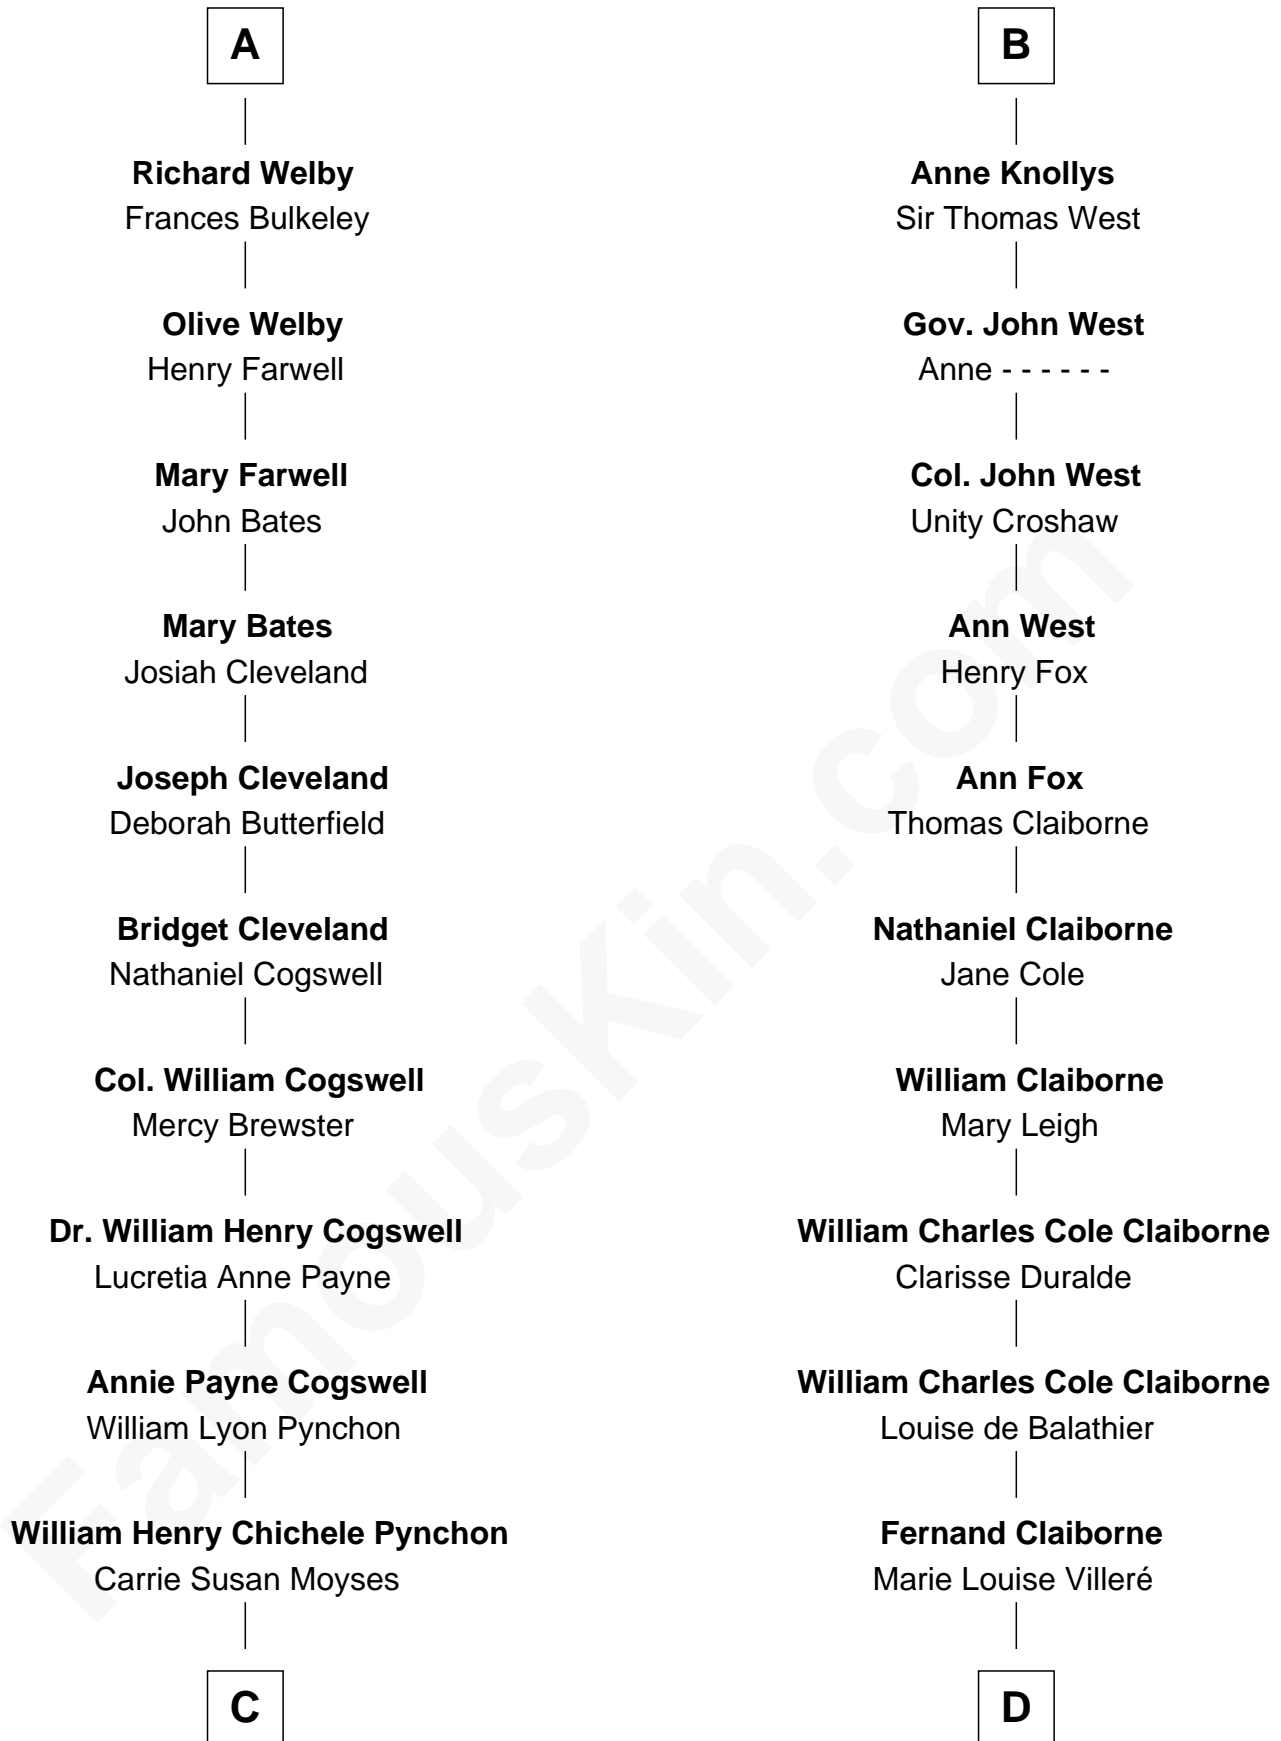 A
Richard Welby
Frances Bulkeley
Olive Welby
Henry Farwell
Mary Farwell
John Bates
Mary Bates
Josiah Cleveland
Joseph Cleveland
Deborah Butterfield
Bridget Cleveland
Nathaniel Cogswell
Col. William Cogswell
Mercy Brewster
Dr. William Henry Cogswell
Lucretia Anne Payne
Annie Payne Cogswell
William Lyon Pynchon
William Henry Chichele Pynchon
Carrie Susan Moyses
C
B
Anne Knollys
Sir Thomas West
Gov. John West
Anne - - - - - -
Col. John West
Unity Croshaw
Ann West
Henry Fox
Ann Fox
Thomas Claiborne
Nathaniel Claiborne
Jane Cole
William Claiborne
Mary Leigh
William Charles Cole Claiborne
Clarisse Duralde
William Charles Cole Claiborne
Louise de Balathier
Fernand Claiborne
Marie Louise Villeré
D
FamousKin.com